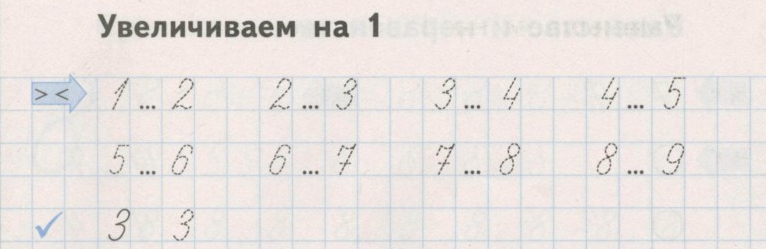 Увеличиваем на 1
> < 1 ... 2 2 ... 3 3 ... 4 4 ... 5
5 ... 6 6 ... 7 7 ... 8 8 ... 9
✓ 3 3